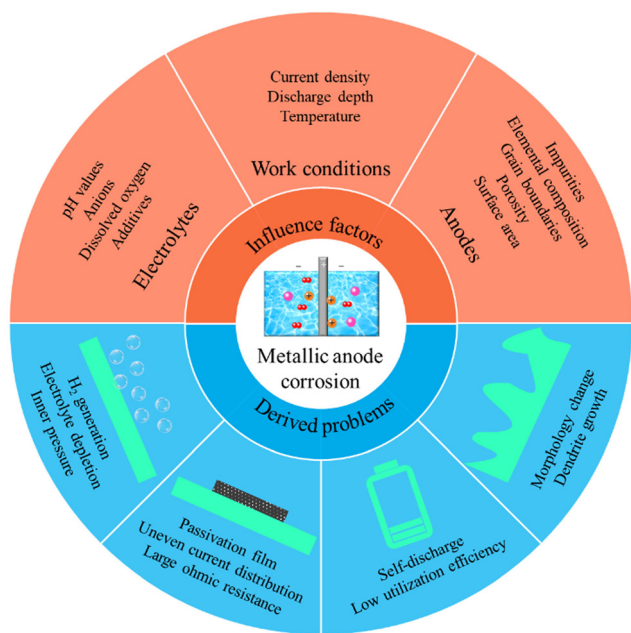 Current density
Discharge depth
Temperature
Work conditions
pH values
Anions
Dissolved oxygen
Additives
Electrolytes
Impurities
Elemental composition
Grain boundaries
Porosity
Surface area
Anodes
Influence factors
Metallic anode
corrosion
Derived problems
H₂ generation
Electrolyte depletion
Inner pressure
Passivation film
Uneven current distribution
Large ohmic resistance
Self-discharge
Low utilization efficiency
Morphology change
Dendrite growth